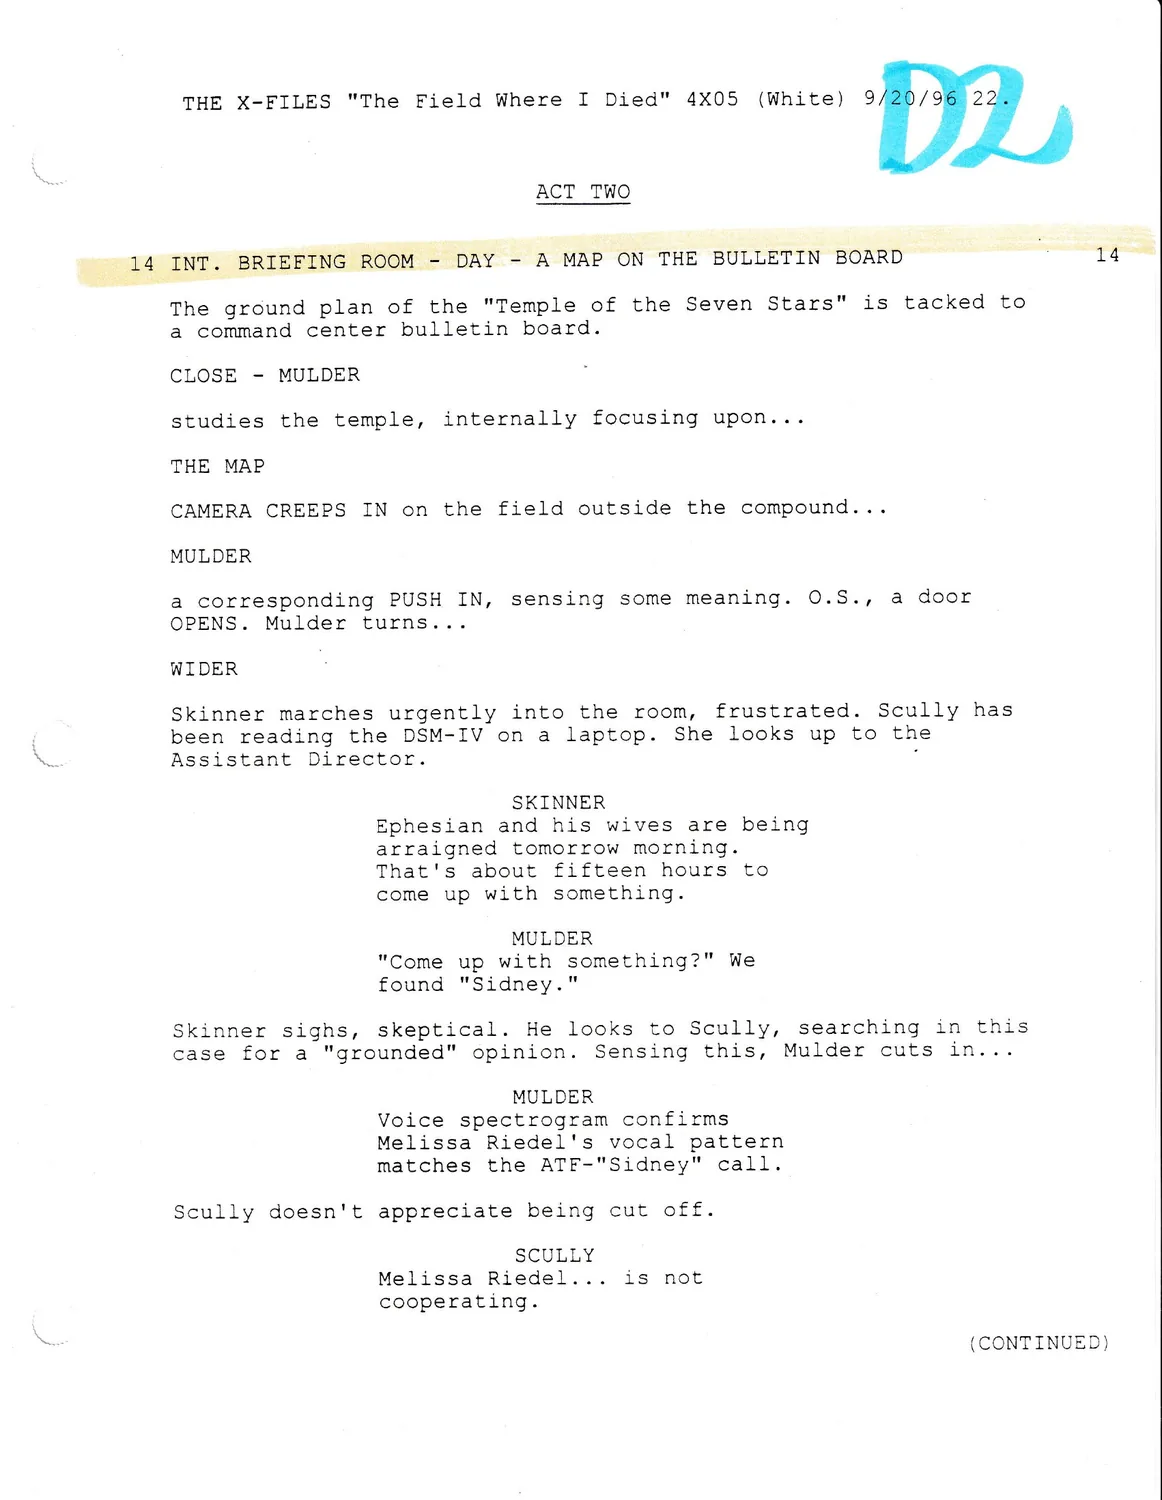 THE X-FILES "The Field Where I Died" 4X05 (White) 9/20/96 22.
D2
ACT TWO
14 INT. BRIEFING ROOM - DAY - A MAP ON THE BULLETIN BOARD 14
The ground plan of the "Temple of the Seven Stars" is tacked to
a command center bulletin board.
CLOSE - MULDER
studies the temple, internally focusing upon...
THE MAP
CAMERA CREEPS IN on the field outside the compound...
MULDER
a corresponding PUSH IN, sensing some meaning. O.S., a door
OPENS. Mulder turns...
WIDER
Skinner marches urgently into the room, frustrated. Scully has
been reading the DSM-IV on a laptop. She looks up to the
Assistant Director.
SKINNER
Ephesian and his wives are being
arraigned tomorrow morning.
That's about fifteen hours to
come up with something.
MULDER
"Come up with something?" We
found "Sidney."
Skinner sighs, skeptical. He looks to Scully, searching in this
case for a "grounded" opinion. Sensing this, Mulder cuts in...
MULDER
Voice spectrogram confirms
Melissa Riedel's vocal pattern
matches the ATF-"Sidney" call.
Scully doesn't appreciate being cut off.
SCULLY
Melissa Riedel... is not
cooperating.
(CONTINUED)